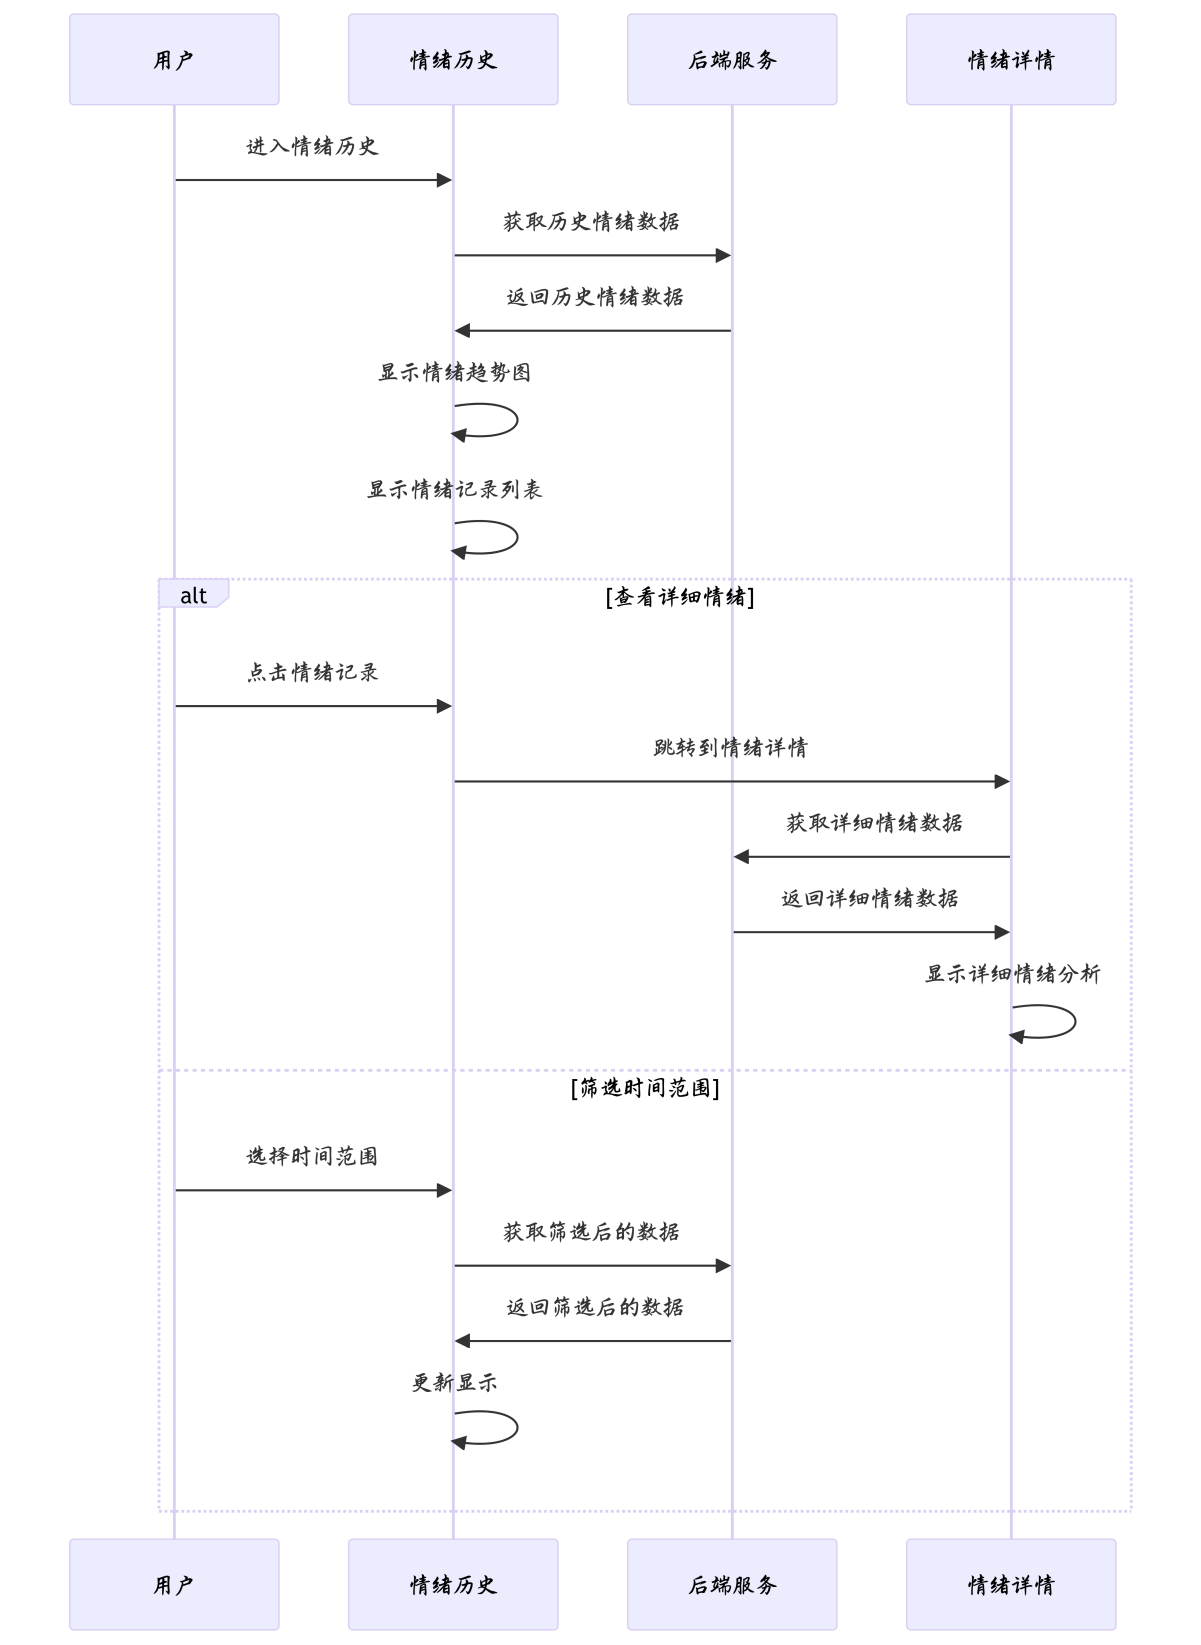 用户
情绪历史
后端服务
情绪详情
进入情绪历史
获取历史情绪数据
返回历史情绪数据
显示情绪趋势图
显示情绪记录列表
alt
[查看详细情绪]
点击情绪记录
跳转到情绪详情
获取详细情绪数据
返回详细情绪数据
显示详细情绪分析
[筛选时间范围]
选择时间范围
获取筛选后的数据
返回筛选后的数据
更新显示
用户
情绪历史
后端服务
情绪详情